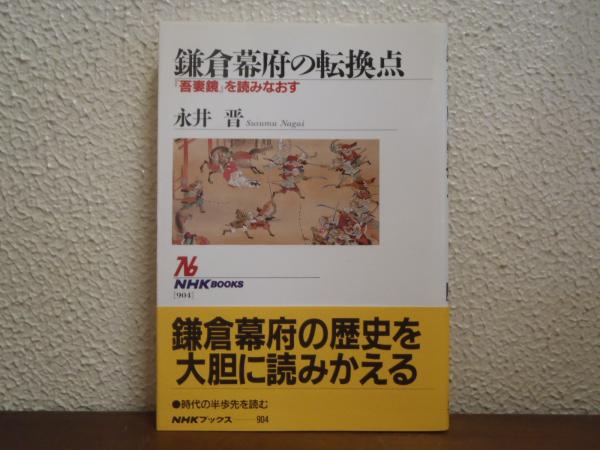 鎌倉幕府の転換点
『吾妻鏡』を読みなおす
永井 晋 Susumu Nagai
NHK BOOKS
[904]
鎌倉幕府の歴史を
大胆に読みかえる
●時代の半歩先を読む
NHKブックス――904